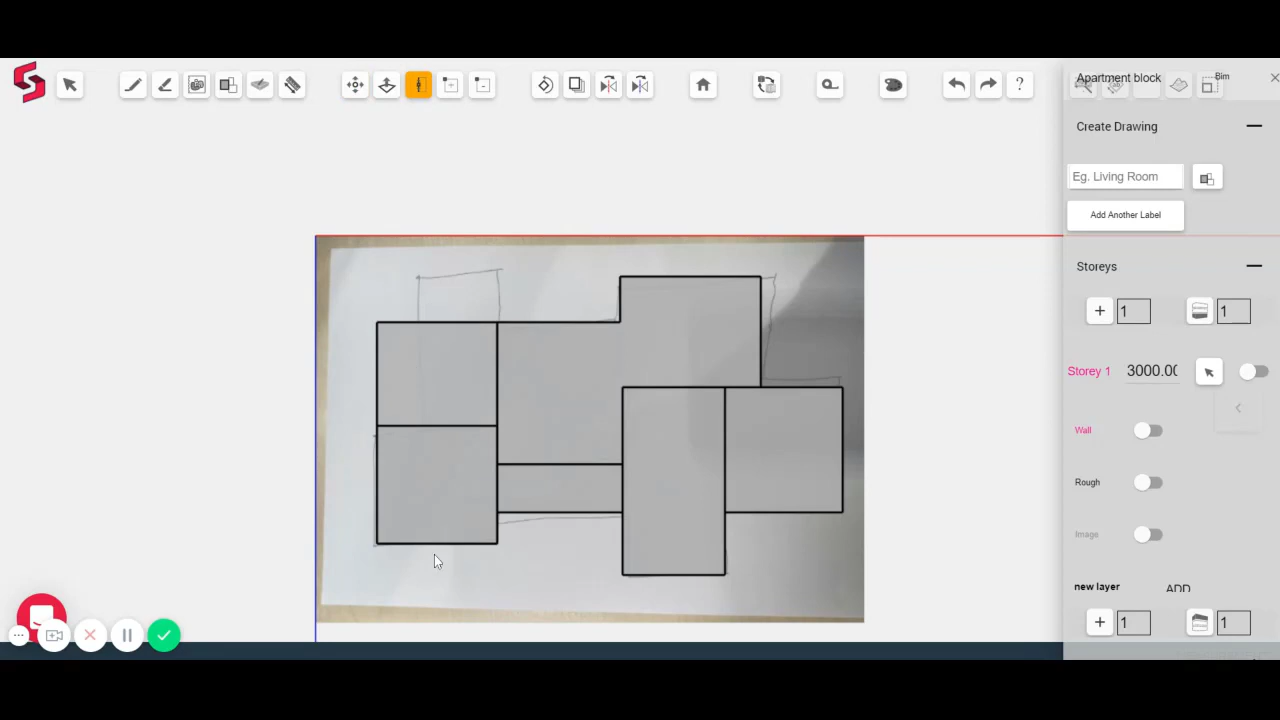 Apartment block
Bim
Create Drawing
Eg. Living Room
Add Another Label
Storeys
1
1
Storey 1
3000.00
Wall
Rough
Image
new layer
ADD
1
1
?